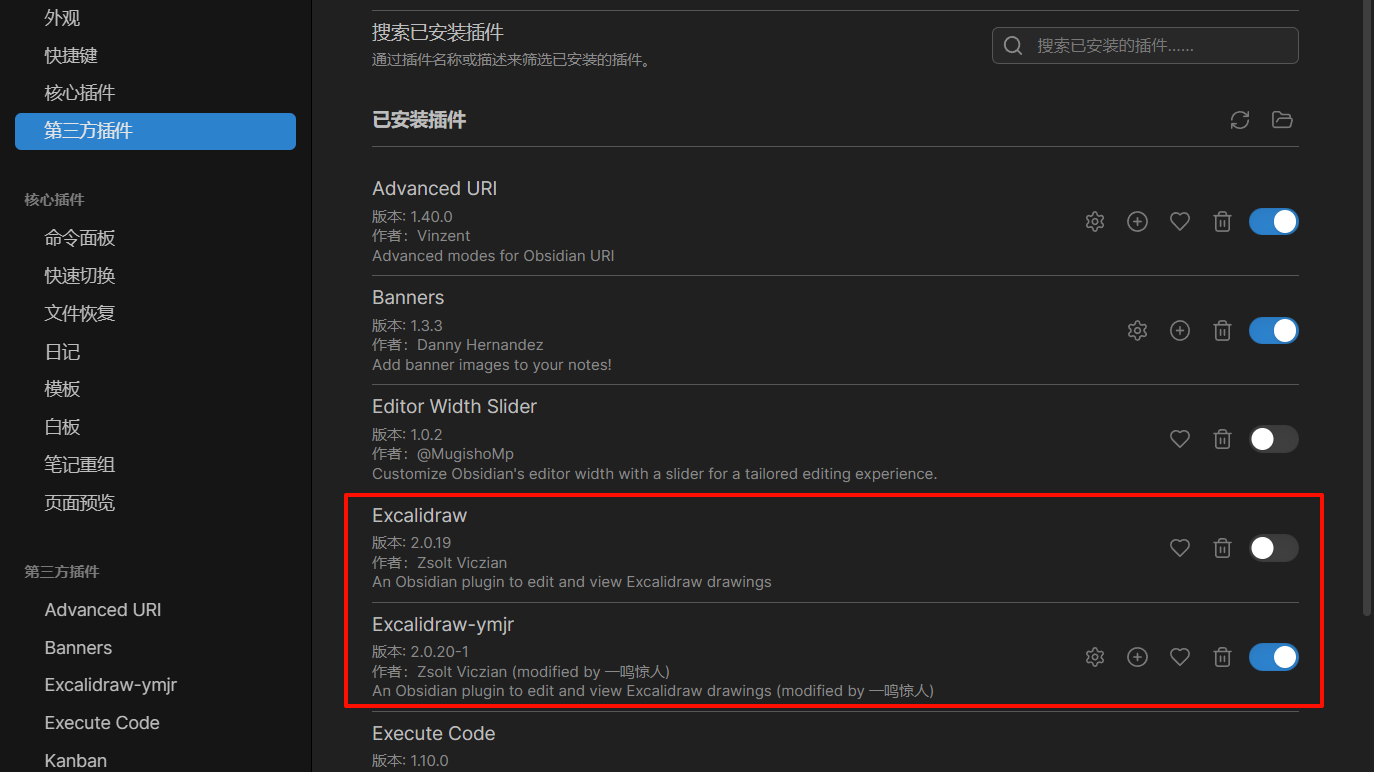 外观
快捷键
核心插件
第三方插件
核心插件
命令面板
快速切换
文件恢复
日记
模板
白板
笔记重组
页面预览
第三方插件
Advanced URI
Banners
Excalidraw-ymjr
Execute Code
Kanban
搜索已安装插件
通过插件名称或描述来筛选已安装的插件。
搜索已安装的插件......
已安装插件
Advanced URI
版本: 1.40.0
作者：Vinzent
Advanced modes for Obsidian URI
Banners
版本: 1.3.3
作者：Danny Hernandez
Add banner images to your notes!
Editor Width Slider
版本: 1.0.2
作者：@MugishoMp
Customize Obsidian's editor width with a slider for a tailored editing experience.
Excalidraw
版本: 2.0.19
作者：Zsolt Viczian
An Obsidian plugin to edit and view Excalidraw drawings
Excalidraw-ymjr
版本: 2.0.20-1
作者：Zsolt Viczian (modified by 一鸣惊人)
An Obsidian plugin to edit and view Excalidraw drawings (modified by 一鸣惊人)
Execute Code
版本: 1.10.0